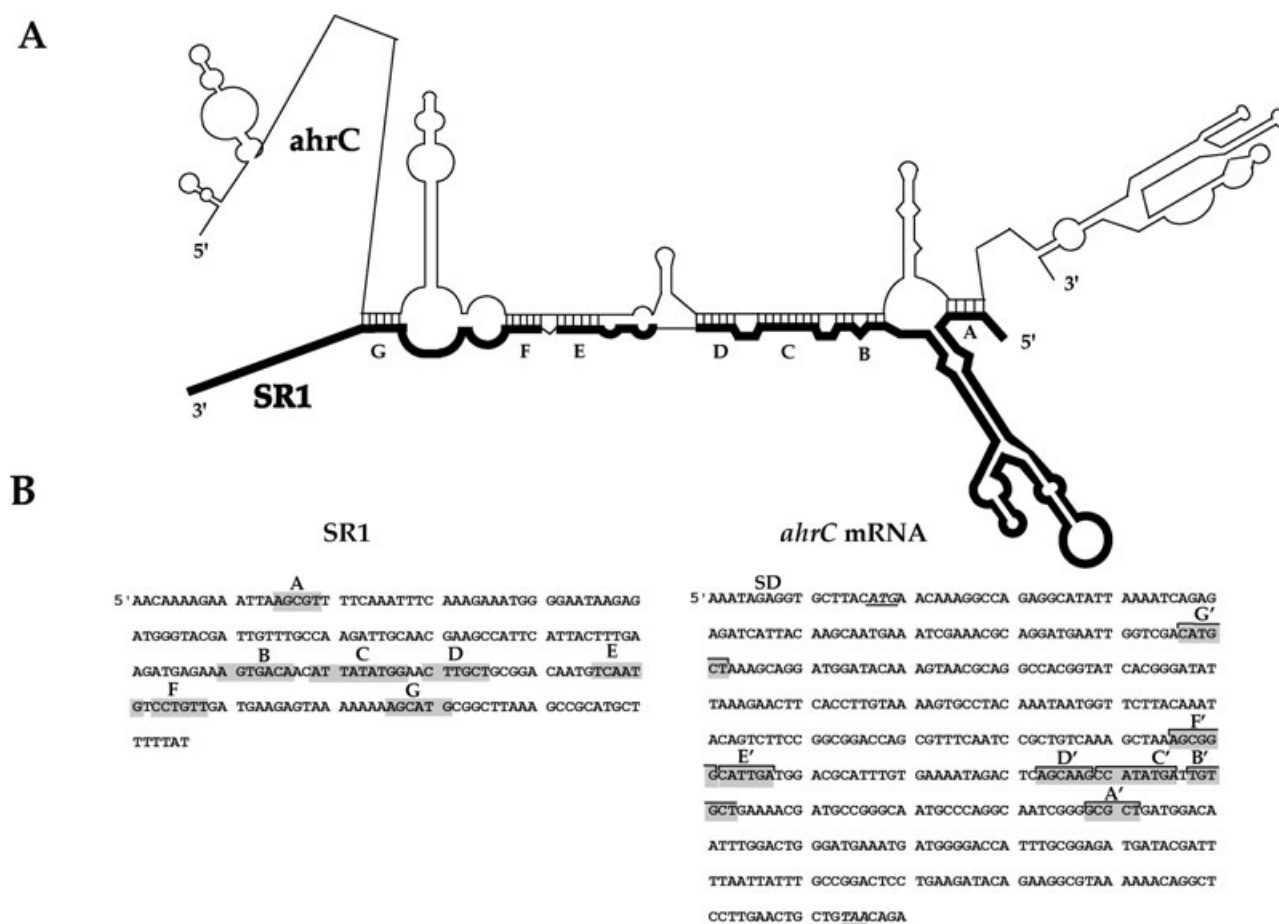 A
ahrC
5'
3'
A
G
F
E
D
C
B
5'
SR1
3'
B
SR1
ahrC mRNA
A
5'AACAAAAGAA ATTAAGCGTT TTCAAATTTC AAAGAAATGG GGAATAAGAG
ATGGGTACGA TTGTTTGCCA AGATTGCAAC GAAGCCATTC ATTACTTTGA
B C D E
AGATGAGAAA AGTGACAACA TTATATGGAA CTTGCTGCGGA CAATGTCAAT
F G
GTCCTGTTGA TGAAGAGTAA AAAAAAGCAT GCGGCTTAAA GCCGCATGCT
TTTTAT
SD
5'AAATAGAGGT GCTTACATGA ACAAAGGCCA GAGGCATATT AAAATCAGAG
G'
AGATCATTAC AAGCAATGAA ATCGAAACGC AGGATGAATT GGTCGACATG
CTAAAGCAGG ATGGATACAA AGTAACGCAG GCCACGGTAT CACGGGATAT
TAAAGAACTT CACCTTGTAA AAGTGCCTAC AAATAATGGT TCTTACAAAT
F'
ACAGTCTTCC GGCGGACCAG CGTTTCAATC CGCTGTCAAA GCTAAAGCGG
E' D' C' B'
GCATTGATGG ACGCATTTGT GAAAATAGAC TCAGCAAGCC ATATGATTGT
A'
GCTGAAAACG ATGCCGGGCA ATGCCCAGGC AATCGGGGCG CTGATGGACA
ATTTGGACTG GGATGAAATG ATGGGGACCA TTTGCGGAGA TGATACGATT
TTAATTATTT GCCGGACTCC TGAAGATACA GAAGGCGTAA AAAACAGGCT
CCTTGAACTG CTGTAACAGA